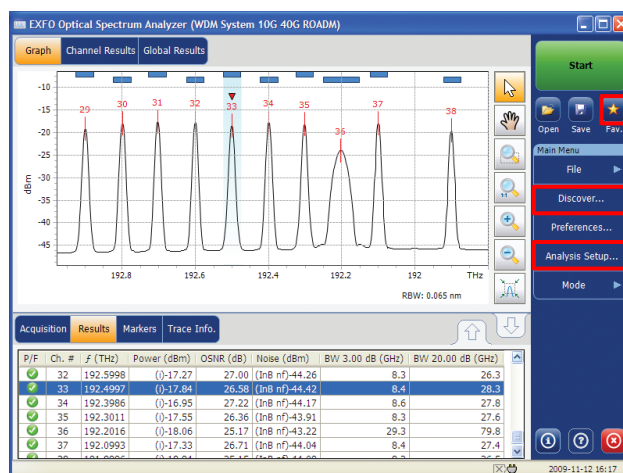 EXFO Optical Spectrum Analyzer (WDM System 10G 40G ROADM)
Graph Channel Results Global Results
Start
Open Save Fav.
Main Menu
File
Discover...
Preferences...
Analysis Setup...
Mode
dBm
-10
-15
-20
-25
-30
-35
-40
-45
29 30 31 32 33 34 35 36 37 38
192.8 192.6 192.4 192.2 192 THz
RBW: 0.065 nm
Acquisition Results Markers Trace Info.
P/F Ch. # ƒ (THz) Power (dBm) OSNR (dB) Noise (dBm) BW 3.00 dB (GHz) BW 20.00 dB (GHz)
32 192.5998 (i)-17.27 27.00 (InB nf)-44.26 8.3 26.3
33 192.4997 (i)-17.84 26.58 (InB nf)-44.42 8.4 28.3
34 192.3986 (i)-16.95 27.22 (InB nf)-44.17 8.6 27.8
35 192.3011 (i)-17.55 26.36 (InB nf)-43.91 8.3 27.6
36 192.2016 (i)-18.06 25.17 (InB nf)-43.22 29.3 79.8
37 192.0993 (i)-17.33 26.71 (InB nf)-44.04 8.4 27.4
2009-11-12 16:17